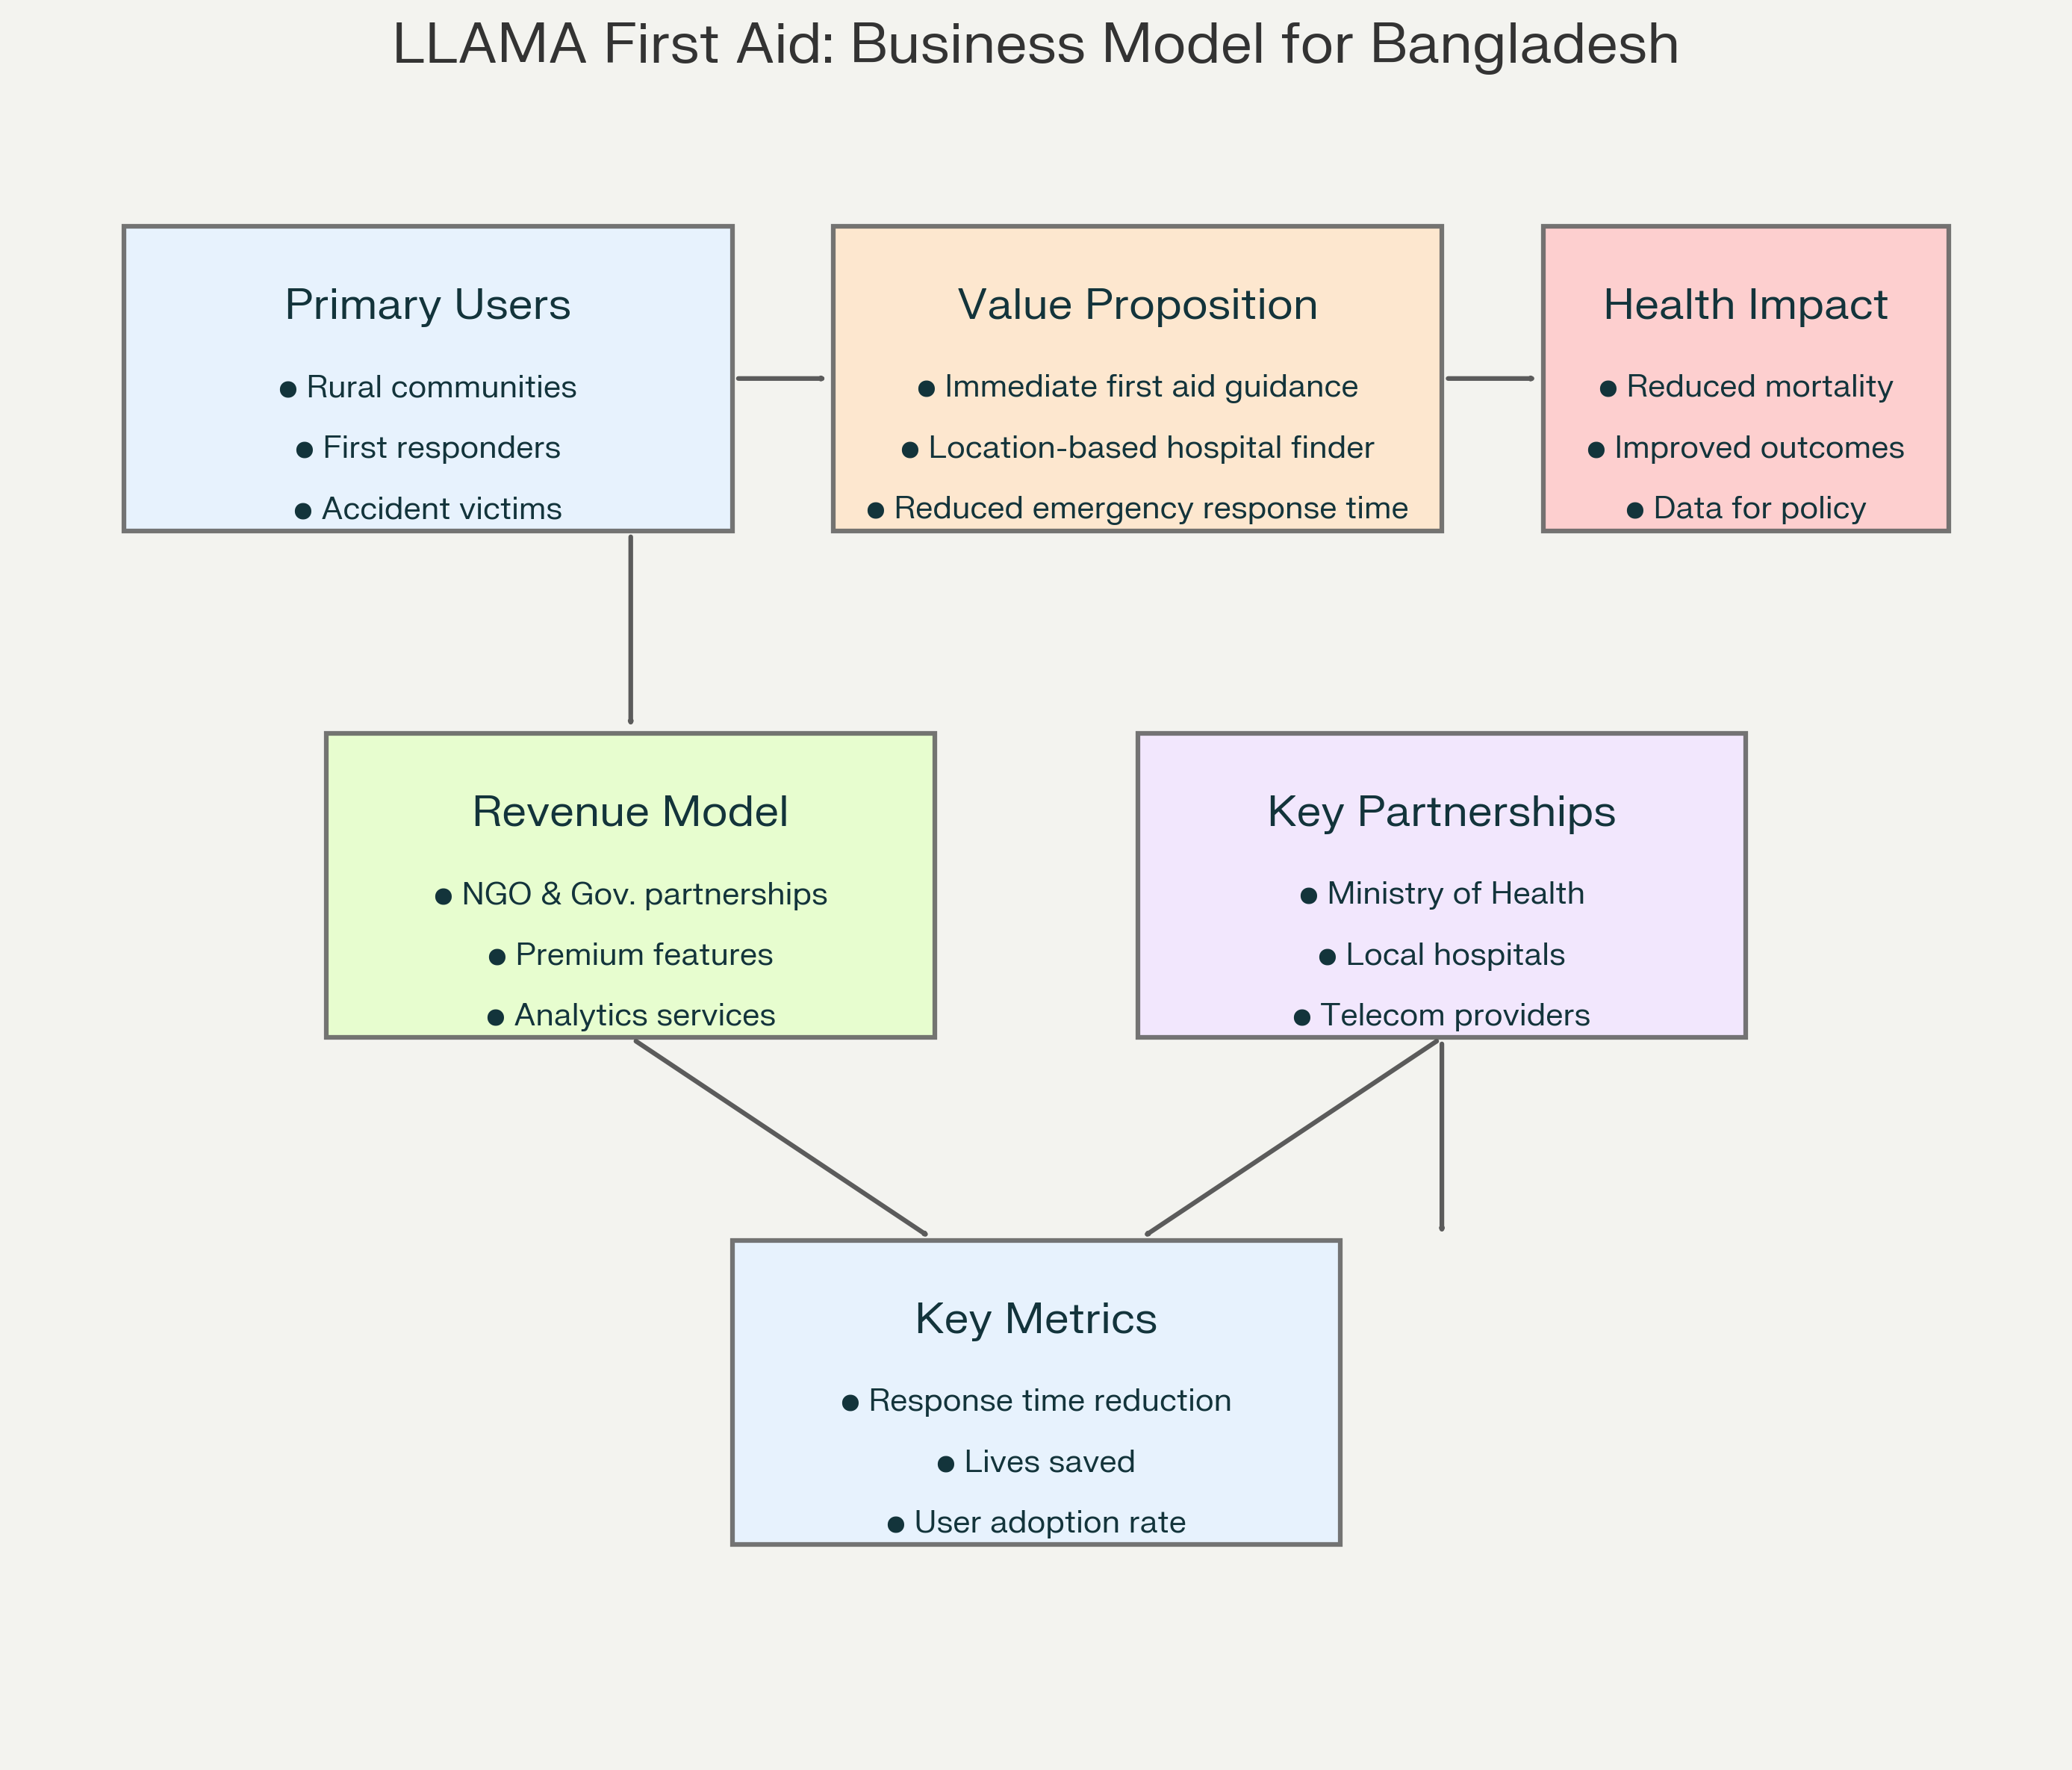 LLAMA First Aid: Business Model for Bangladesh
Primary Users
● Rural communities
● First responders
● Accident victims
Value Proposition
● Immediate first aid guidance
● Location-based hospital finder
● Reduced emergency response time
Health Impact
● Reduced mortality
● Improved outcomes
● Data for policy
Revenue Model
● NGO & Gov. partnerships
● Premium features
● Analytics services
Key Partnerships
● Ministry of Health
● Local hospitals
● Telecom providers
Key Metrics
● Response time reduction
● Lives saved
● User adoption rate